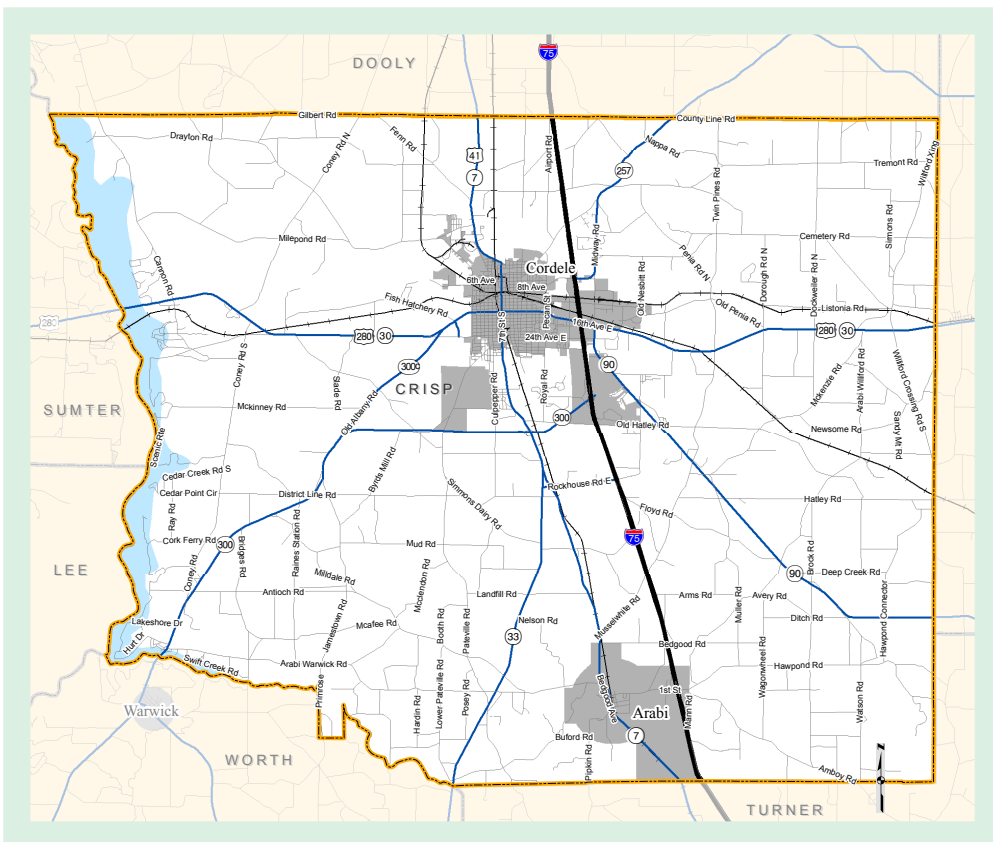 75
DOOLY
Gilbert Rd
County Line Rd
Drayton Rd
Coney Rd N
Fenn Rd
41
7
Airport Rd
Nappa Rd
257
Twin Pines Rd
Tremont Rd
Williford Xing
Simmons Rd
Cemetery Rd
Milepond Rd
Midway Rd
Penia Rd N
Dorough Rd N
Dockweiler Rd N
Cannon Rd
Cordele
6th Ave
8th Ave
Old Nesbitt Rd
Fish Hatchery Rd
Pecan St
Old Penia Rd
Listonia Rd
280
280
30
7th St S
16th Ave E
24th Ave E
280
30
Coney Rd S
300C
90
CRISP
Slade Rd
Culpepper Rd
Royal Rd
Mckenzie Rd
Arabi Williford Rd
Williford Crossing Rd S
SUMTER
Mckinney Rd
Old Albany Rd
300
Old Hatley Rd
Newsome Rd
Sandy Mt Rd
Scenic Rte
Cedar Creek Rd S
Byrds Mill Rd
Rockhouse Rd E
Cedar Point Cir
District Line Rd
Simmons Dairy Rd
Hatley Rd
Ray Rd
Floyd Rd
Cork Ferry Rd
300
Bridges Rd
Raines Station Rd
Mud Rd
75
Brock Rd
LEE
Coney Rd
Milldale Rd
Mclendon Rd
90
Deep Creek Rd
Antioch Rd
Landfill Rd
Arms Rd
Muller Rd
Avery Rd
Hawpond Connector
Lakeshore Dr
Jamestown Rd
Mcafee Rd
Booth Rd
Pateville Rd
Nelson Rd
Musselwhite Rd
Ditch Rd
Hurt Dr
33
Bedgood Rd
Swift Creek Rd
Arabi Warwick Rd
Wagonwheel Rd
Hawpond Rd
Primrose
Hardin Rd
Lower Pateville Rd
Posey Rd
Bedgood Ave
1st St
Mann Rd
Watson Rd
Warwick
Arabi
7
Buford Rd
Pipkin Rd
N
Amboy Rd
WORTH
TURNER